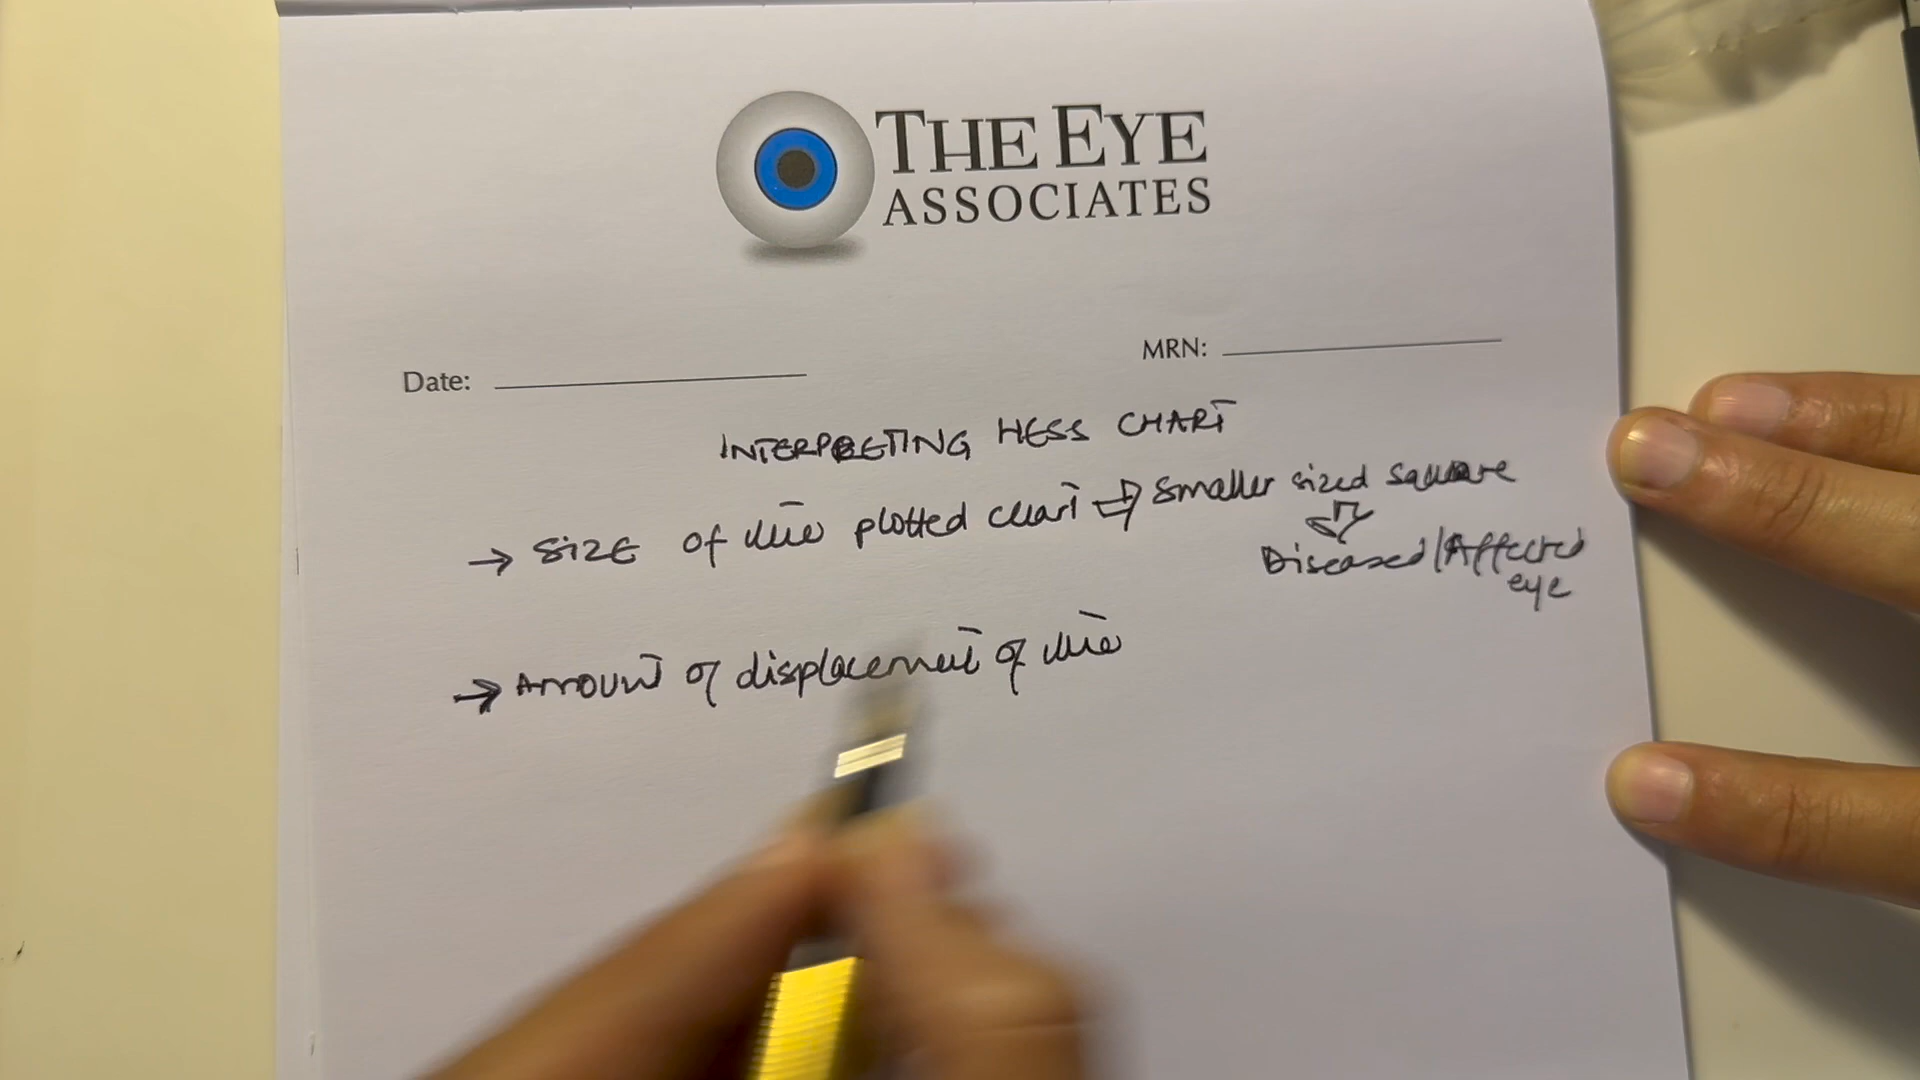 THE EYE
ASSOCIATES
MRN:
Date:
INTERPRETING HESS CHART
→ SIZE of the plotted chart ⇒ Smaller sized square
⇓
Diseased/Affected
eye
→ Amount of displacement of the